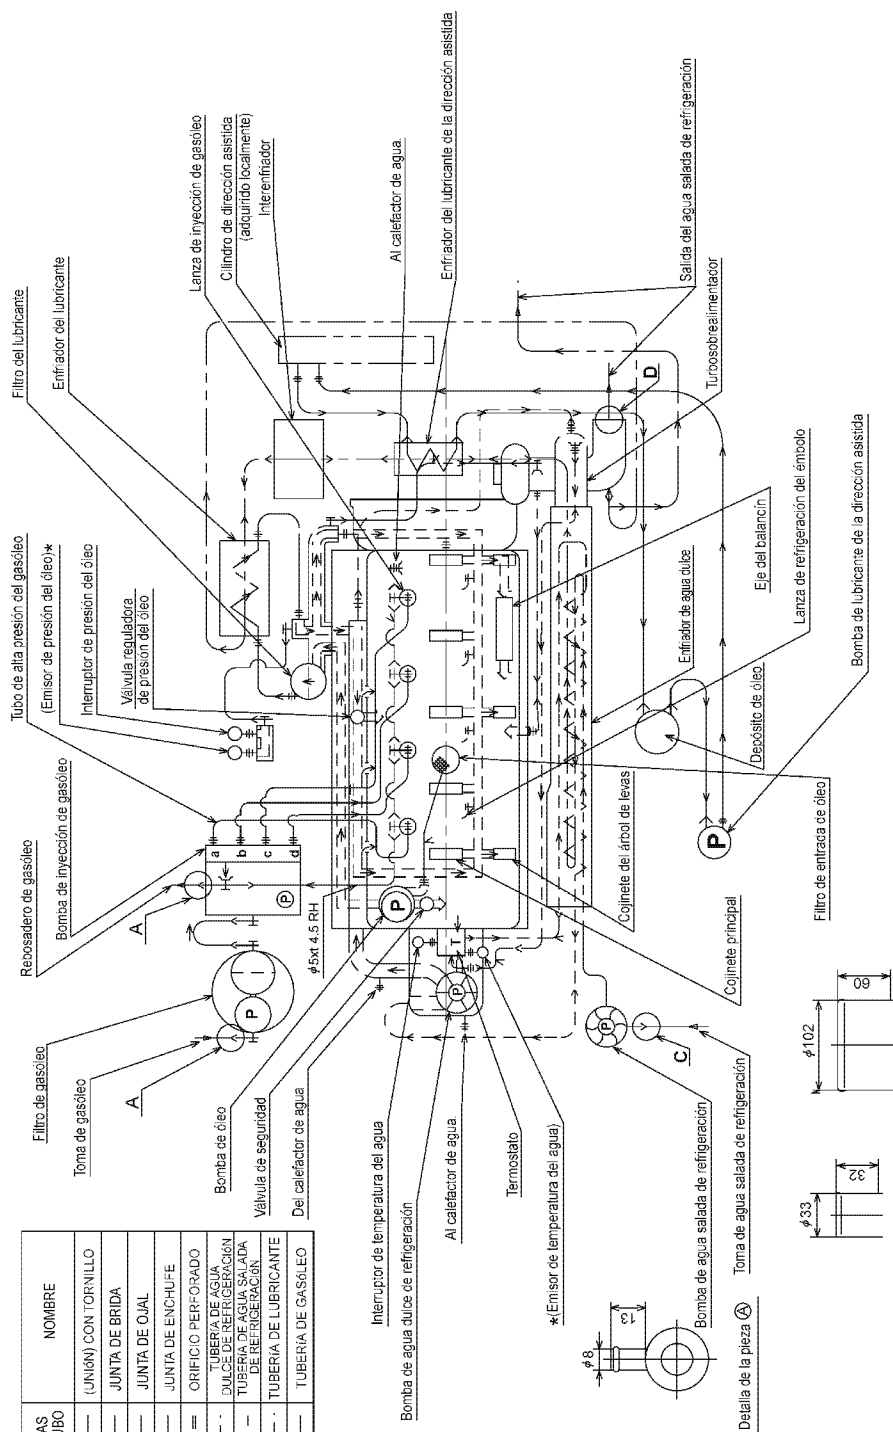 Filtro del lubricante
Enfriador del lubricante
Tubo de alta presión del gasóleo
(Emisor de presión del óleo)*
Interruptor de presión del óleo
Válvula reguladora
de presión del óleo
Rebosadero de gasóleo
Bomba de inyección de gasóleo
A
Filtro de gasóleo
Toma de gasóleo
A
Bomba de óleo
Válvula de seguridad
Del calefactor de agua
Lanza de inyección de gasóleo
Cilindro de dirección asistida
(adquirido localmente)
Interenfriador
Al calefactor de agua.
Enfriador del lubricante de la dirección asistida
Salida del agua salada de refrigeración
Turbosobrealimentador
D
a
b
c
d
P
P
P
P
T
P
P
φ5xt 4.5 RH
Lanza de refrigeración del émbolo
Bomba de lubricante de la dirección asistida
Eje del balancín
Enfriador de agua dulce
Depósito de óleo
Cojinete del árbol de levas
Filtro de entrada de óleo
Cojinete principal
Interruptor de temperatura del agua
Bomba de agua dulce de refrigeración
Al calefactor de agua.
Termostato
*(Emisor de temperatura del agua)
Bomba de agua salada de refrigeración
Toma de agua salada de refrigeración
C
AS
UBO
NOMBRE
(UNIóN) CON TORNILLO
JUNTA DE BRIDA
JUNTA DE OJAL
JUNTA DE ENCHUFE
ORIFICIO PERFORADO
TUBERíA DE AGUA
DULCE DE REFRIGERACIóN
TUBERíA DE AGUA SALADA
DE REFRIGERACIóN
TUBERíA DE LUBRICANTE
TUBERíA DE GASóLEO
φ8
13
Detalla de la pieza Ⓐ
φ33
32
φ102
60